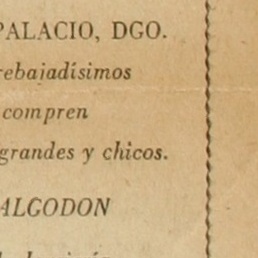 PALACIO, DGO.
rebajadísimos
compren
grandes y chicos.
ALGODON